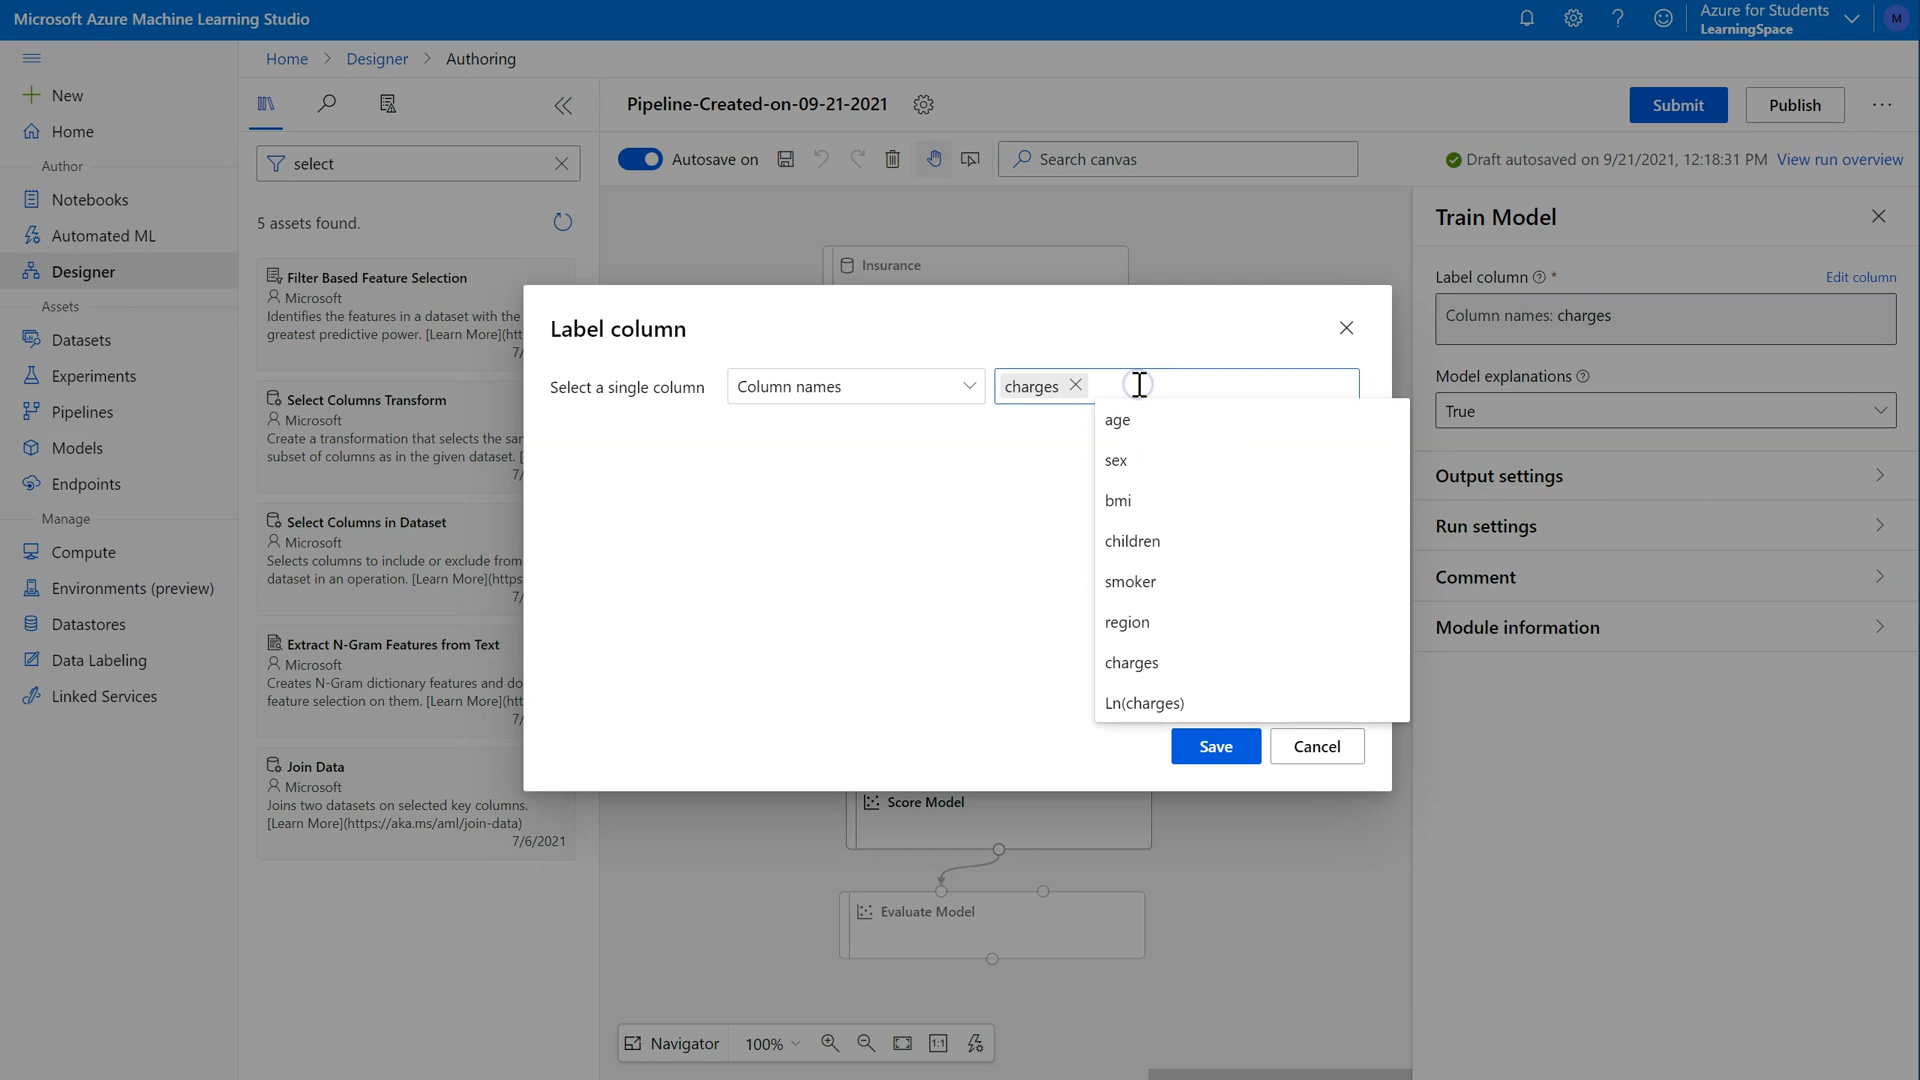 Microsoft Azure Machine Learning Studio
Azure for Students
LearningSpace
M
Home > Designer > Authoring
New
Home
Author
Notebooks
Automated ML
Designer
Assets
Datasets
Experiments
Pipelines
Models
Endpoints
Manage
Compute
Environments (preview)
Datastores
Data Labeling
Linked Services
select
5 assets found.
Filter Based Feature Selection
Microsoft
Identifies the features in a dataset with the
greatest predictive power. [Learn More](htt
7/
Select Columns Transform
Microsoft
Create a transformation that selects the sar
subset of columns as in the given dataset. [
7/
Select Columns in Dataset
Microsoft
Selects columns to include or exclude from
dataset in an operation. [Learn More](https
7/
Extract N-Gram Features from Text
Microsoft
Creates N-Gram dictionary features and do
feature selection on them. [Learn More](htt
7/
Join Data
Microsoft
Joins two datasets on selected key columns.
[Learn More](https://aka.ms/aml/join-data)
7/6/2021
Pipeline-Created-on-09-21-2021
Submit
Publish
Autosave on
Search canvas
Draft autosaved on 9/21/2021, 12:18:31 PM View run overview
Insurance
Label column
Select a single column
Column names
charges
age
sex
bmi
children
smoker
region
charges
Ln(charges)
Save
Cancel
Score Model
Evaluate Model
Navigator
100%
1:1
Train Model
Label column *
Edit column
Column names: charges
Model explanations
True
Output settings
Run settings
Comment
Module information